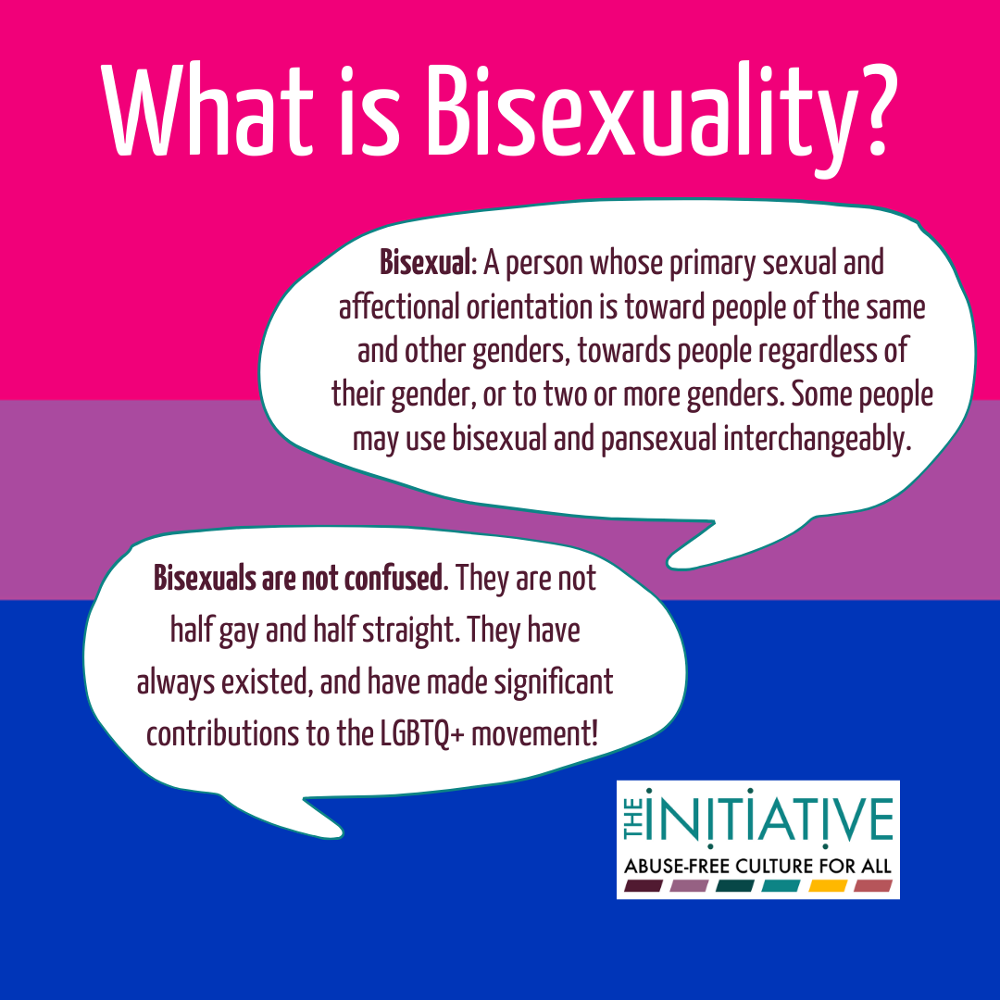 What is Bisexuality?
Bisexual: A person whose primary sexual and
affectional orientation is toward people of the same
and other genders, towards people regardless of
their gender, or to two or more genders. Some people
may use bisexual and pansexual interchangeably.
Bisexuals are not confused. They are not
half gay and half straight. They have
always existed, and have made significant
contributions to the LGBTQ+ movement!
THE INITIATIVE
ABUSE-FREE CULTURE FOR ALL